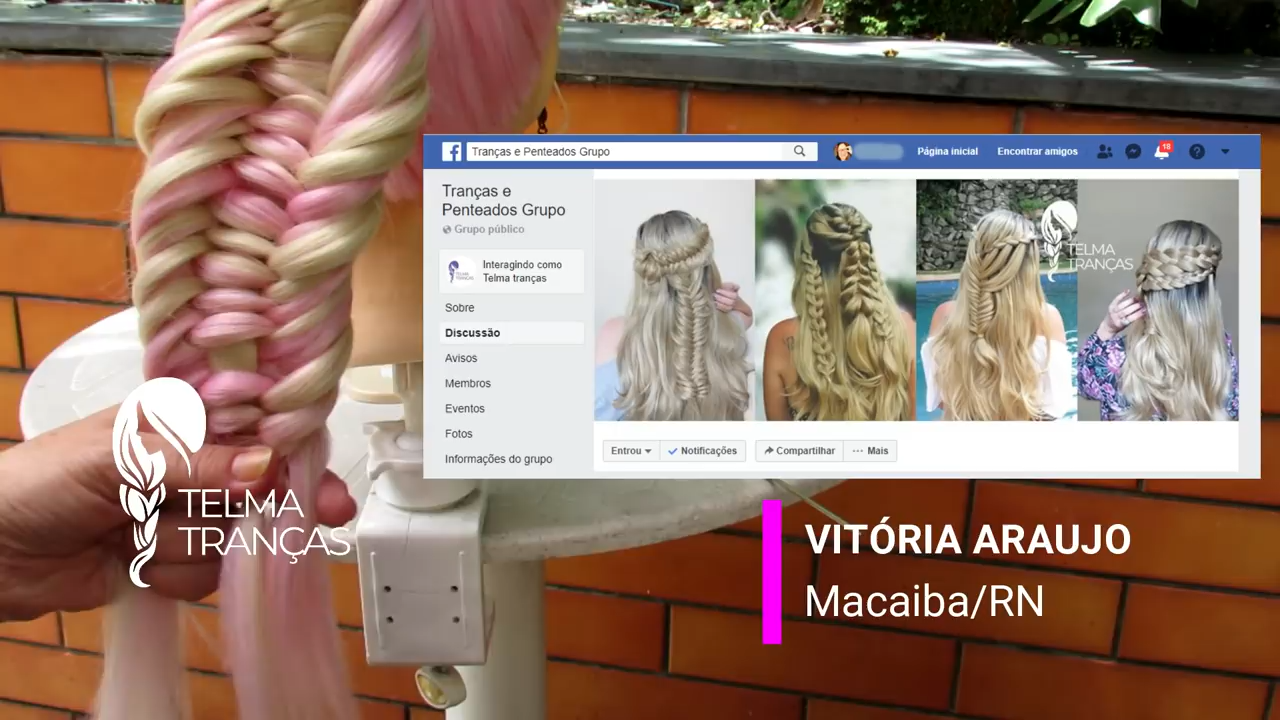 Tranças e Penteados Grupo
Página inicial
Encontrar amigos
18
?
Tranças e
Penteados Grupo
Grupo público
Interagindo como
Telma tranças
Sobre
Discussão
Avisos
Membros
Eventos
Fotos
Informações do grupo
TELMA
TRANÇAS
Entrou
Notificações
Compartilhar
Mais
TELMA
TRANÇAS
VITÓRIA ARAUJO
Macaiba/RN